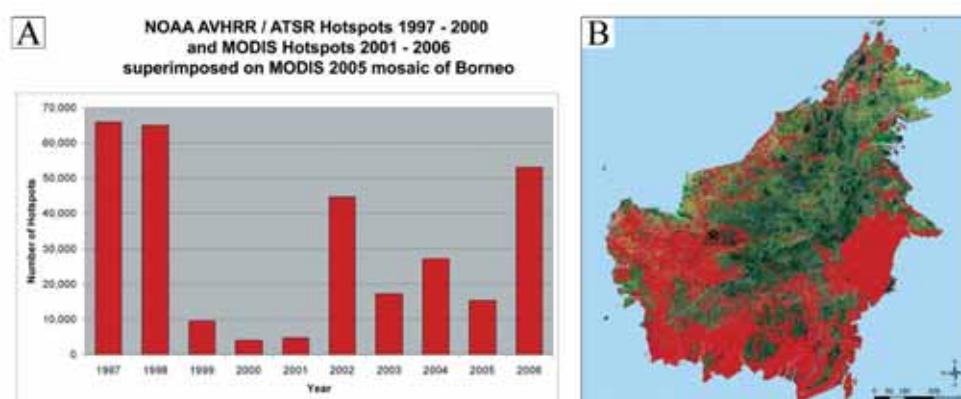 A
NOAA AVHRR / ATSR Hotspots 1997 - 2000
and MODIS Hotspots 2001 - 2006
superimposed on MODIS 2005 mosaic of Borneo
70,000
60,000
50,000
40,000
30,000
20,000
10,000
0
Number of Hotspots
1997 1998 1999 2000 2001 2002 2003 2004 2005 2006
Year
B